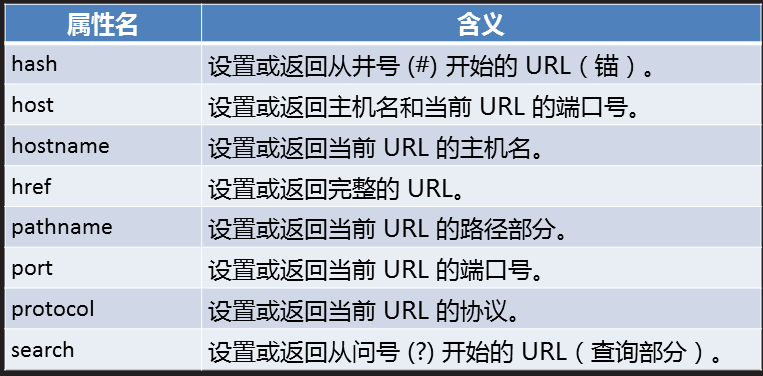 属性名 含义
hash 设置或返回从井号 (#) 开始的 URL（锚）。
host 设置或返回主机名和当前 URL 的端口号。
hostname 设置或返回当前 URL 的主机名。
href 设置或返回完整的 URL。
pathname 设置或返回当前 URL 的路径部分。
port 设置或返回当前 URL 的端口号。
protocol 设置或返回当前 URL 的协议。
search 设置或返回从问号 (?) 开始的 URL（查询部分）。